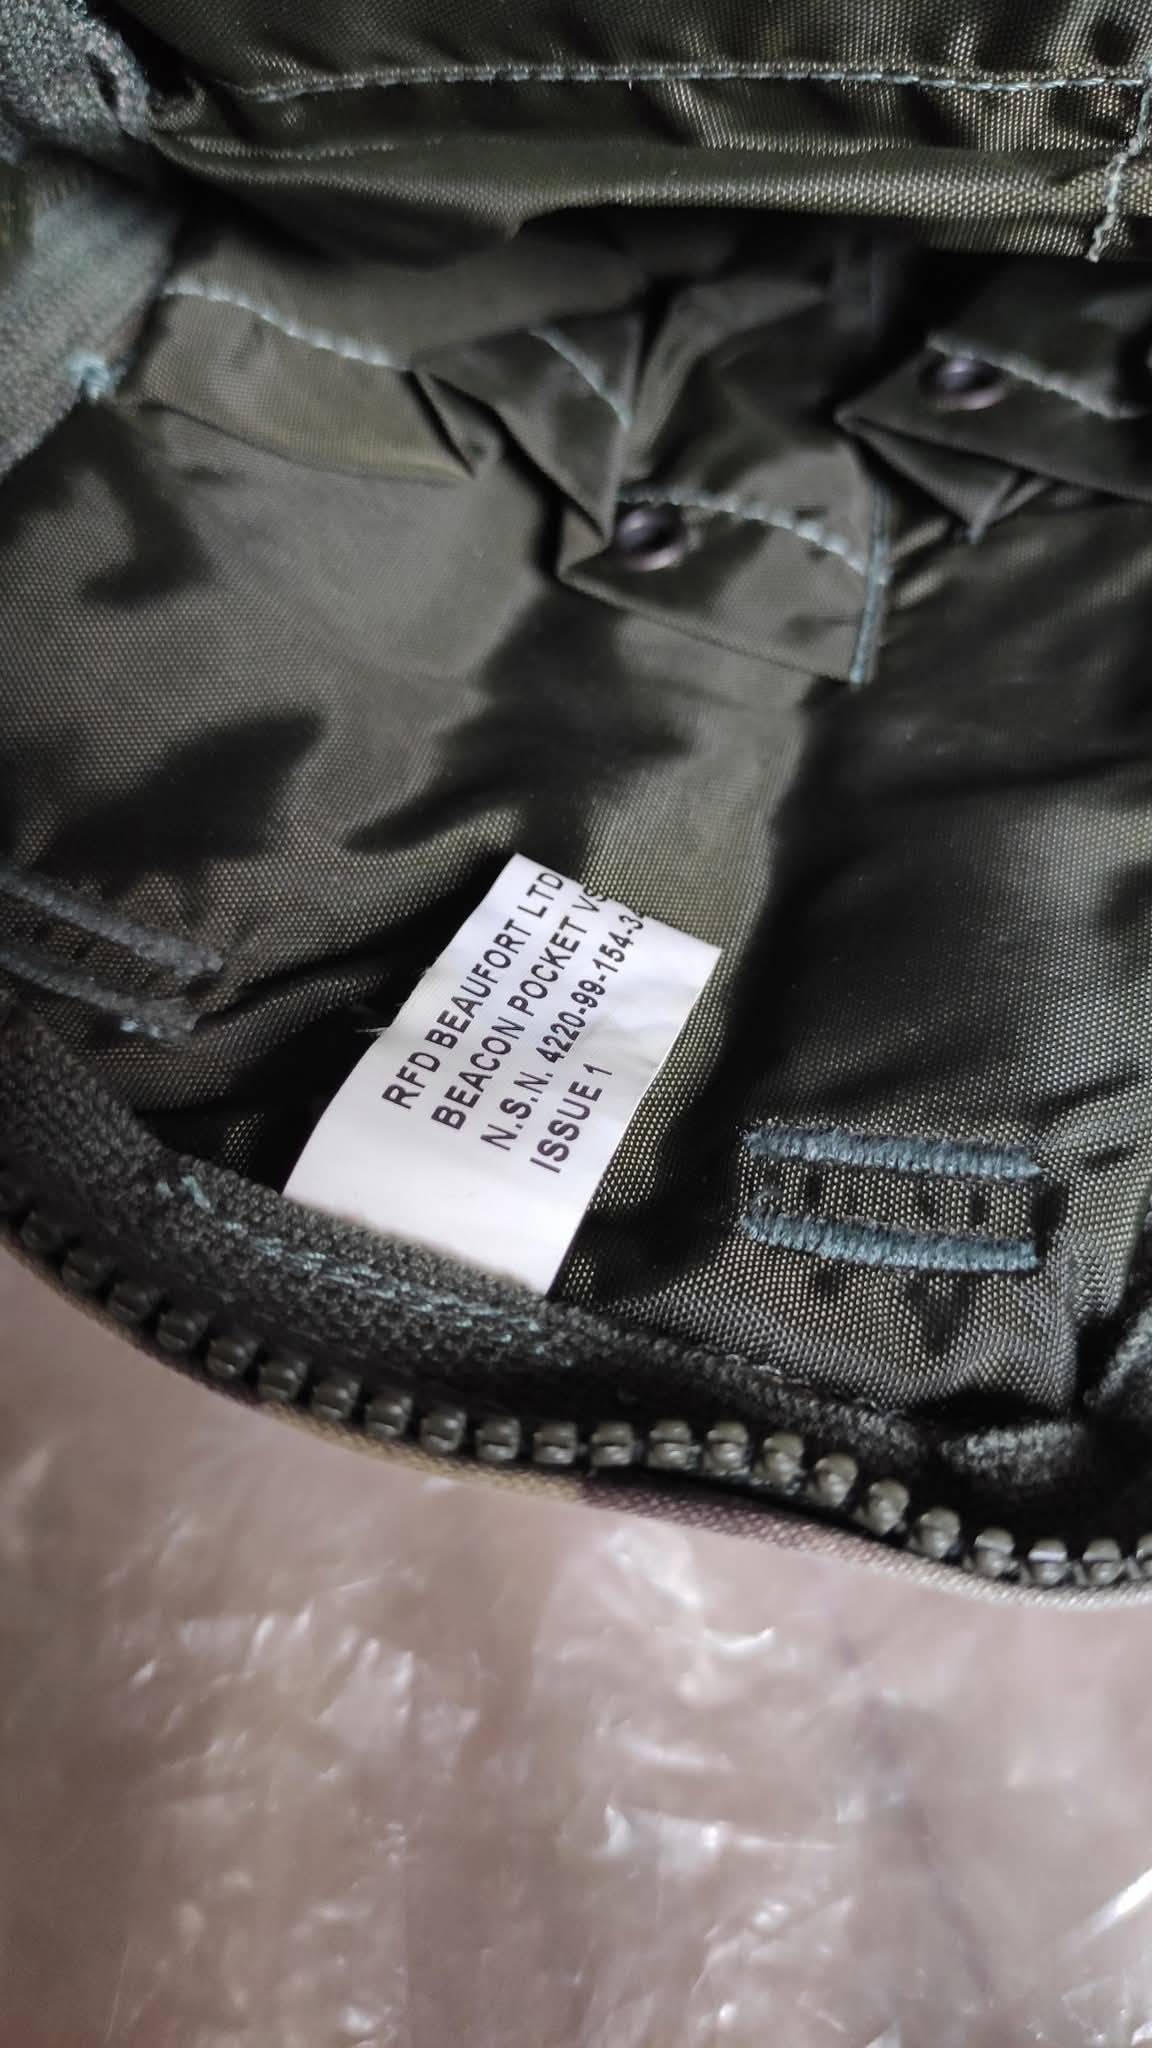 RFD BEAUFORT LTD
BEACON POCKET
N.S.N. 4220-99-154-
ISSUE 1